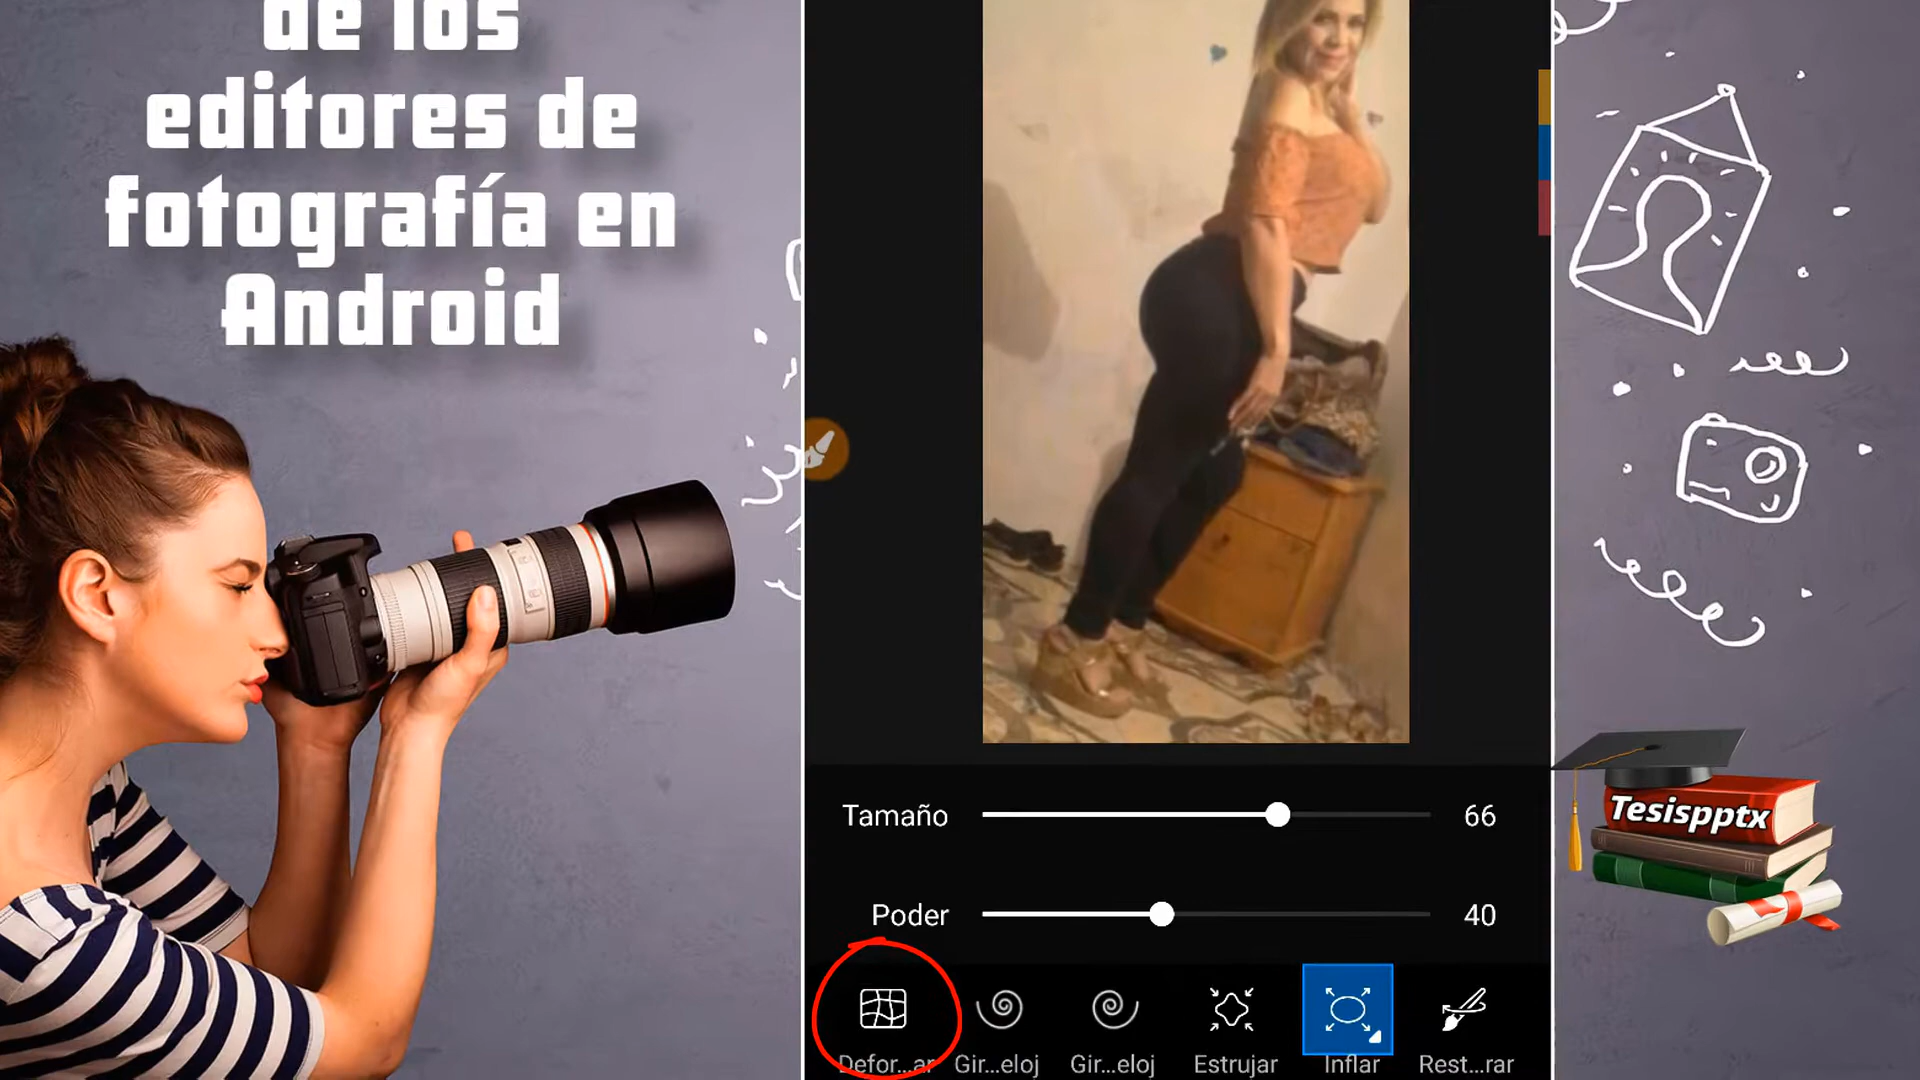 de los
editores de
fotografía en
Android
Tamaño 66
Poder 40
Defor...ar Gir...eloj Gir...eloj Estrujar Inflar Rest...rar
Tesispptx